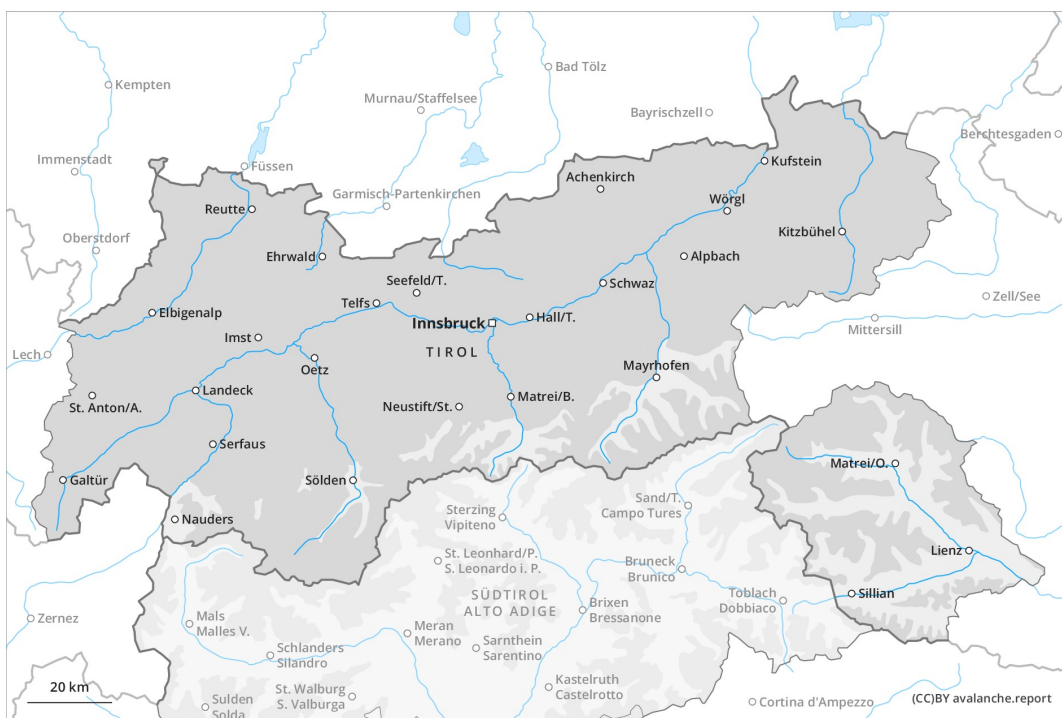 Kempten
Bad Tölz
Murnau/Staffelsee
Bayrischzell
Berchtesgaden
Immenstadt
Füssen
Kufstein
Achenkirch
Garmisch-Partenkirchen
Reutte
Wörgl
Oberstdorf
Kitzbühel
Ehrwald
Alpbach
Seefeld/T.
Schwaz
Zell/See
Telfs
Elbigenalp
Innsbruck
Hall/T.
Mittersill
Imst
Lech
TIROL
Oetz
Mayrhofen
Landeck
St. Anton/A.
Neustift/St.
Matrei/B.
Serfaus
Matrei/O.
Galtür
Sölden
Sand/T.
Campo Tures
Nauders
Sterzing
Vipiteno
Lienz
St. Leonhard/P.
S. Leonardo i. P.
Bruneck
Brunico
SÜDTIROL
ALTO ADIGE
Toblach
Dobbiaco
Sillian
Brixen
Bressanone
Zernez
Mals
Malles V.
Meran
Merano
Sarnthein
Sarentino
Schlanders
Silandro
Kastelruth
Castelrotto
20 km
St. Walburg
S. Valburga
Sulden
Solda
Cortina d'Ampezzo
(CC)BY avalanche.report